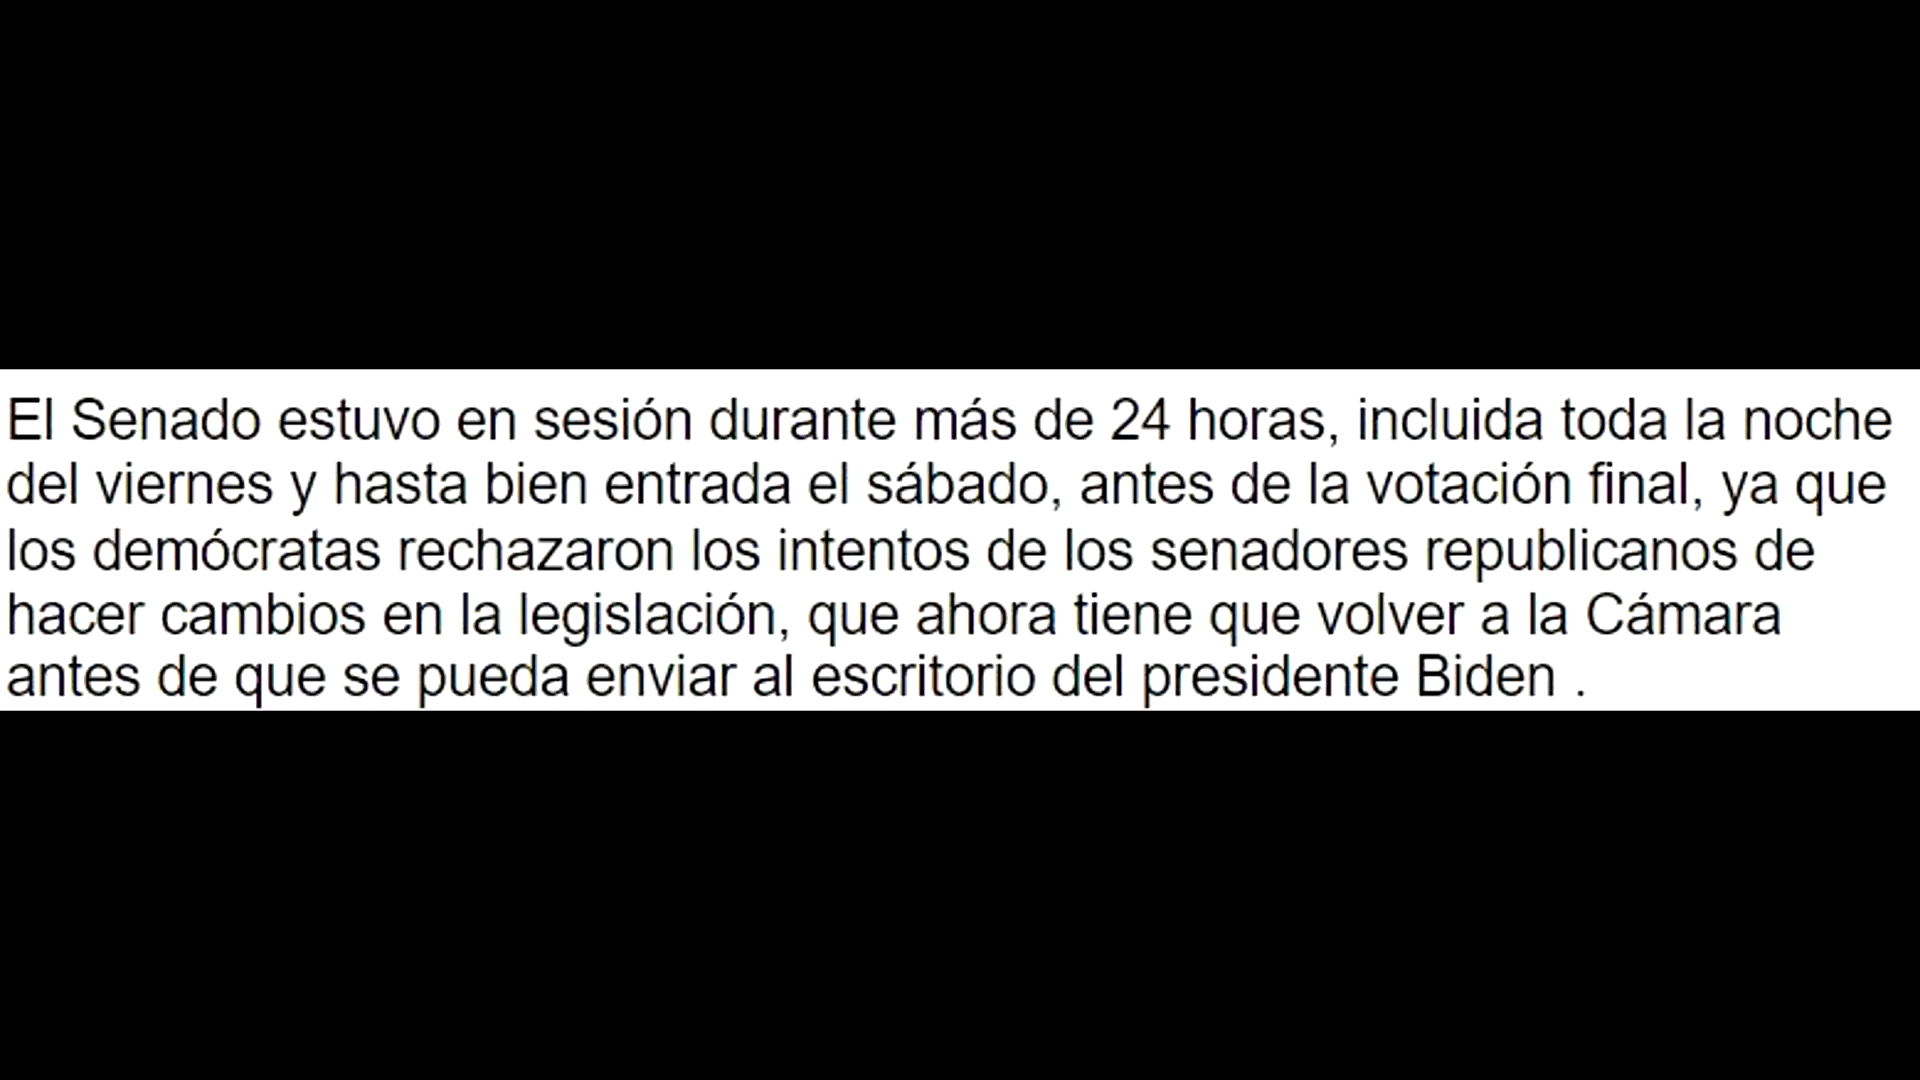 El Senado estuvo en sesión durante más de 24 horas, incluida toda la noche
del viernes y hasta bien entrada el sábado, antes de la votación final, ya que
los demócratas rechazaron los intentos de los senadores republicanos de
hacer cambios en la legislación, que ahora tiene que volver a la Cámara
antes de que se pueda enviar al escritorio del presidente Biden .